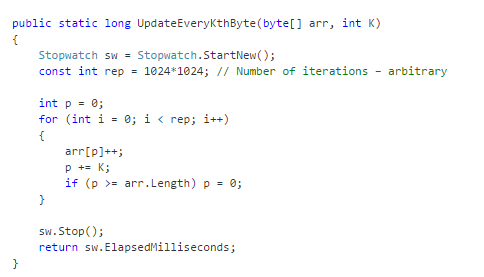 public static long UpdateEveryKthByte(byte[] arr, int K)
{
    Stopwatch sw = Stopwatch.StartNew();
    const int rep = 1024*1024; // Number of iterations – arbitrary

    int p = 0;
    for (int i = 0; i < rep; i++)
    {
        arr[p]++;
        p += K;
        if (p >= arr.Length) p = 0;
    }

    sw.Stop();
    return sw.ElapsedMilliseconds;
}